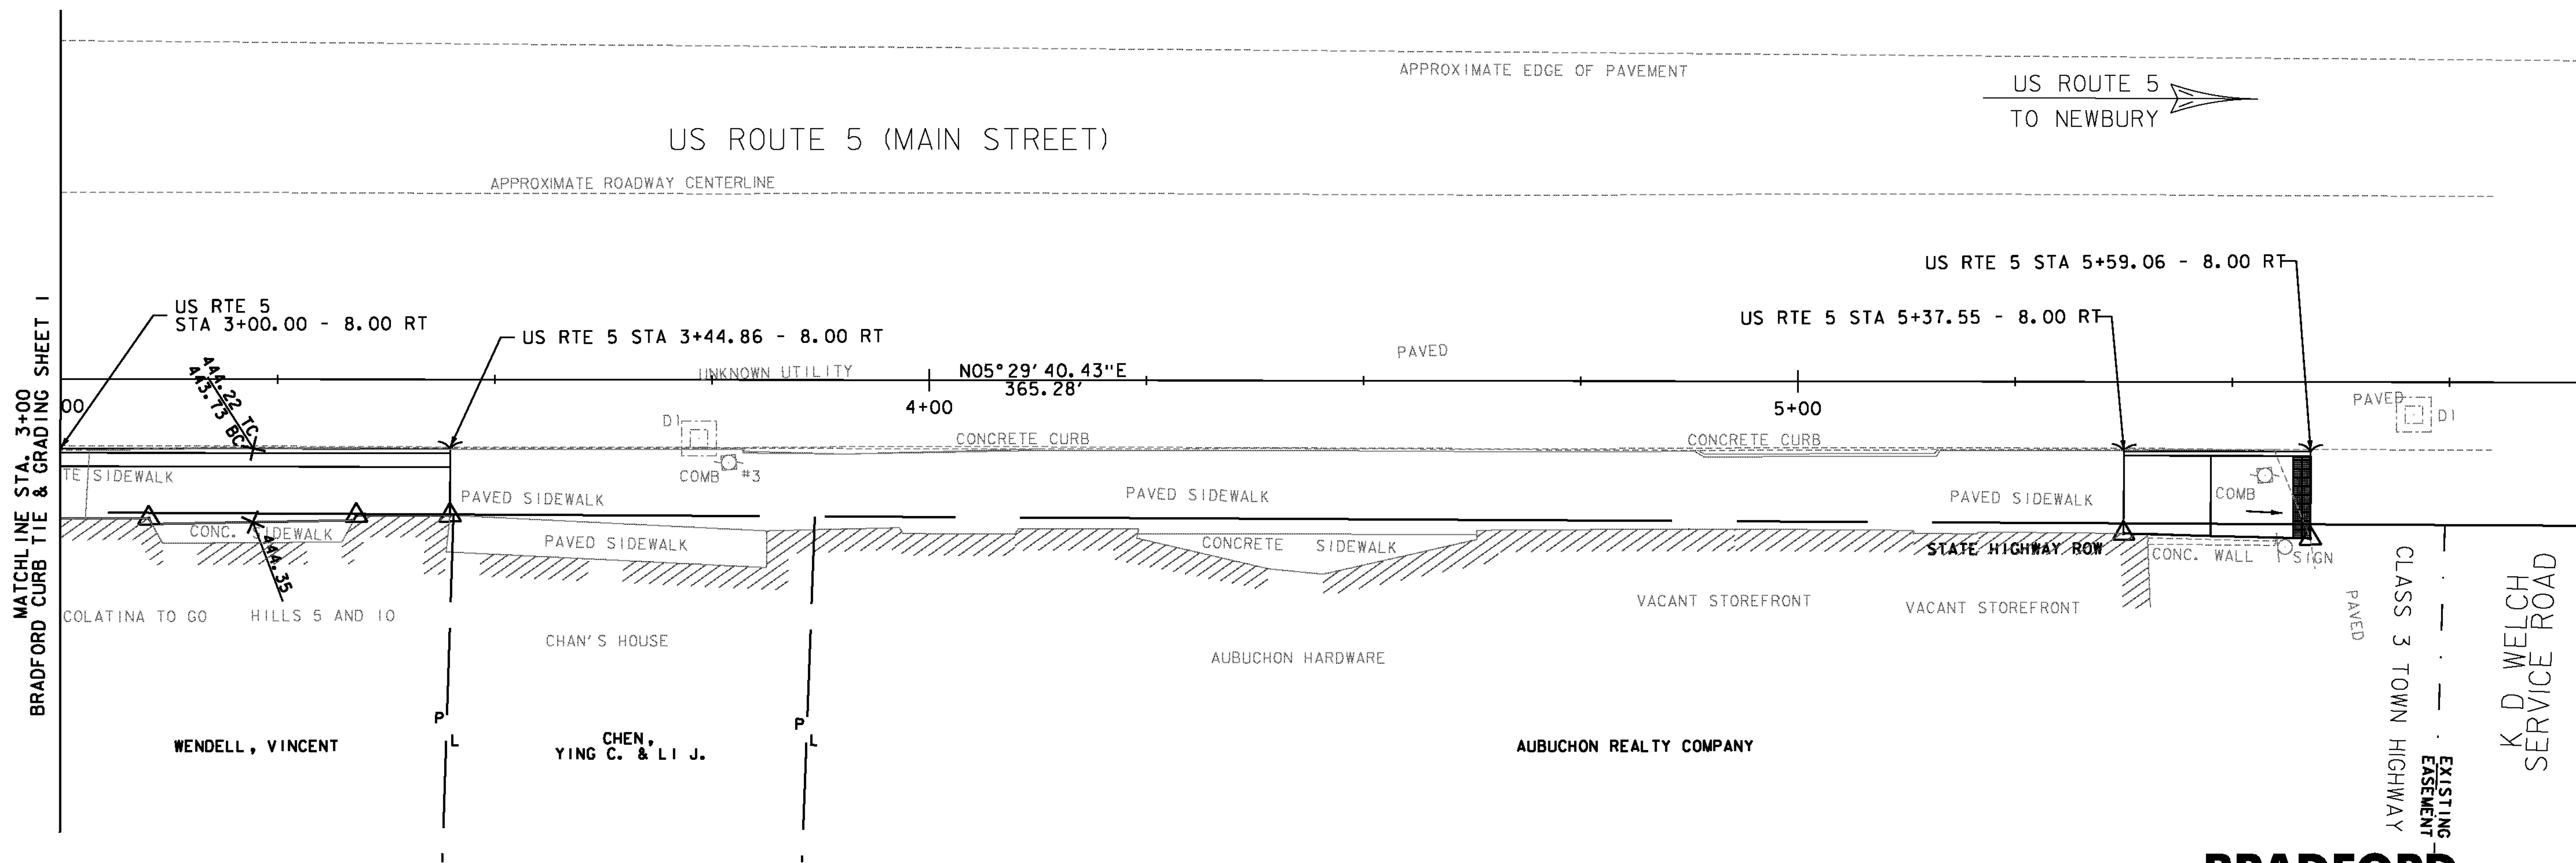 APPROXIMATE EDGE OF PAVEMENT
US ROUTE 5
TO NEWBURY
US ROUTE 5 (MAIN STREET)
APPROXIMATE ROADWAY CENTERLINE
US RTE 5 STA 5+59.06 - 8.00 RT
US RTE 5 STA 5+37.55 - 8.00 RT
US RTE 5
STA 3+00.00 - 8.00 RT
US RTE 5 STA 3+44.86 - 8.00 RT
MATCHLINE STA. 3+00
BRADFORD CURB TIE & GRADING SHEET 1
444.22 TC
443.73 BC
UNKNOWN UTILITY
N05°29'40.43"E
365.28'
PAVED
00
4+00
5+00
PAVED
DI
DI
CONCRETE CURB
CONCRETE CURB
COMB #3
TE SIDEWALK
PAVED SIDEWALK
PAVED SIDEWALK
PAVED SIDEWALK
COMB
CONC. SIDEWALK
444.35
PAVED SIDEWALK
CONCRETE SIDEWALK
STATE HIGHWAY ROW
CONC. WALL
SIGN
COLATINA TO GO
HILLS 5 AND 10
CHAN'S HOUSE
AUBUCHON HARDWARE
VACANT STOREFRONT
VACANT STOREFRONT
PAVED
CLASS 3 TOWN HIGHWAY
K D WELCH
SERVICE ROAD
P L
P L
WENDELL, VINCENT
CHEN,
YING C. & LI J.
AUBUCHON REALTY COMPANY
EXISTING
EASEMENT
BRADFORD